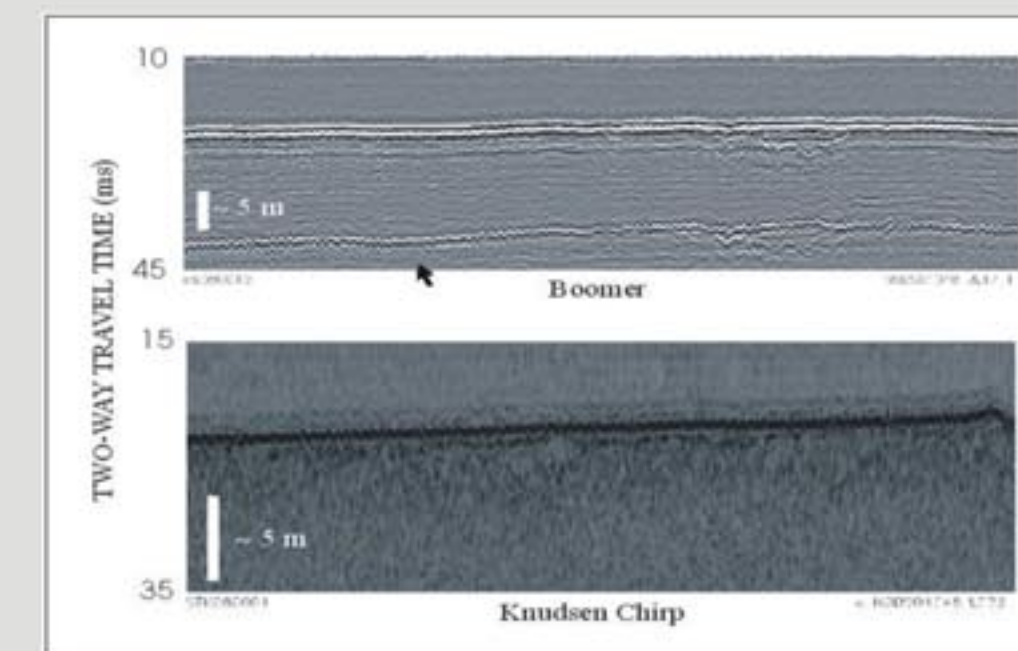 10
TWO-WAY TRAVEL TIME (ms)
~ 5 m
45
Boomer
15
~ 5 m
35
Knudsen Chirp